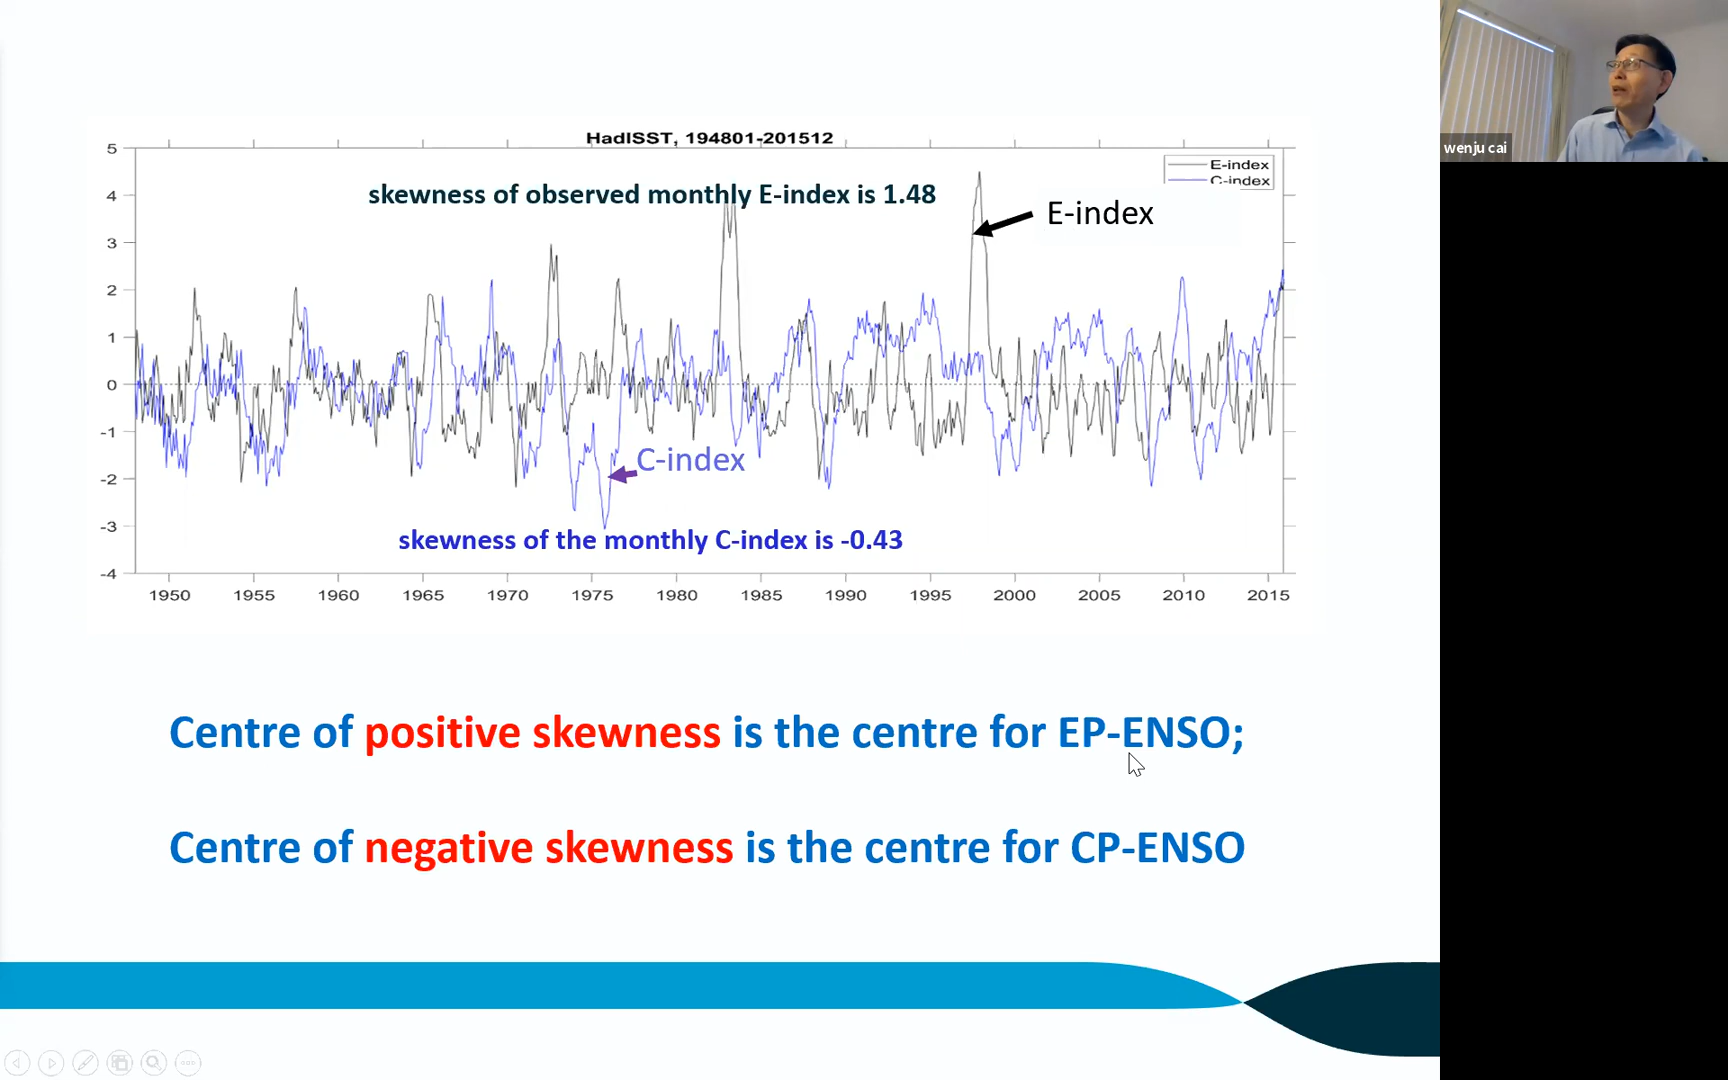 wenju cai
HadISST, 194801-201512
E-index
C-index
skewness of observed monthly E-index is 1.48
E-index
C-index
skewness of the monthly C-index is -0.43
5
4
3
2
1
0
-1
-2
-3
-4
1950 1955 1960 1965 1970 1975 1980 1985 1990 1995 2000 2005 2010 2015
Centre of positive skewness is the centre for EP-ENSO;
Centre of negative skewness is the centre for CP-ENSO